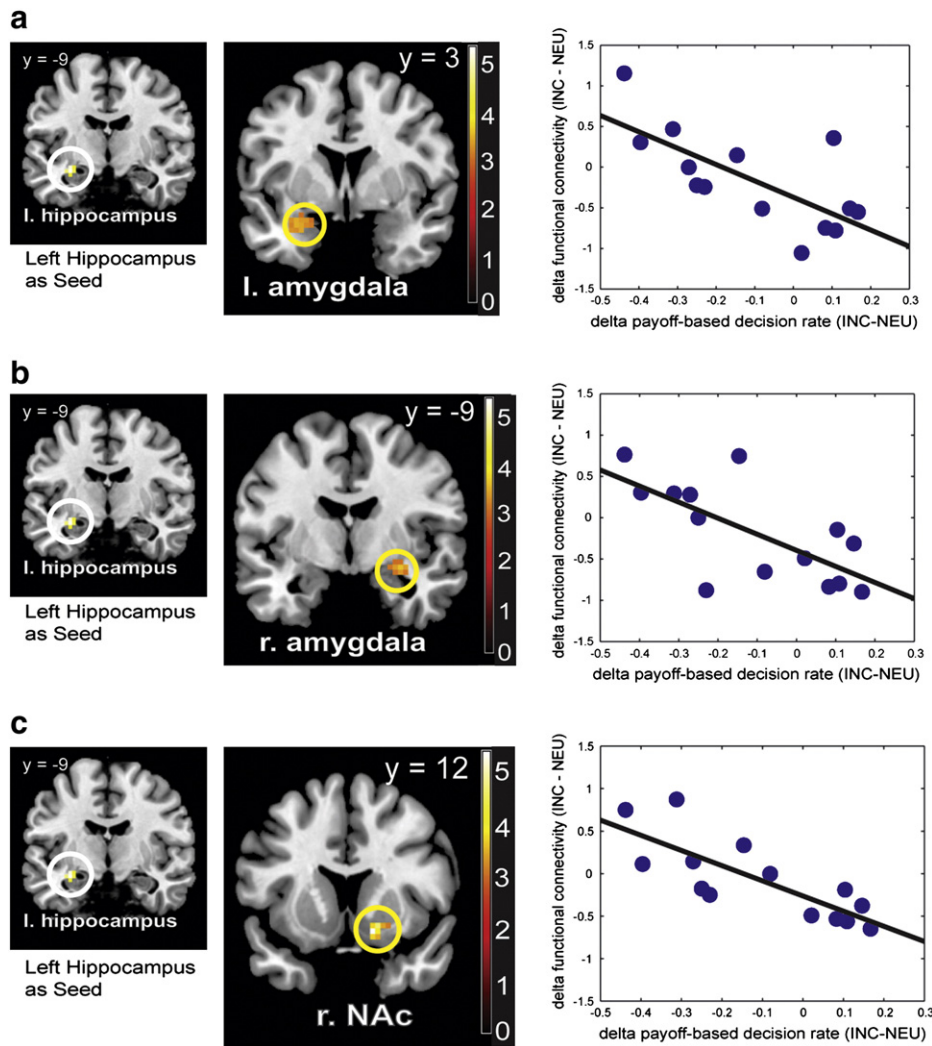 a
y = -9
l. hippocampus
Left Hippocampus
as Seed
y = 3
l. amygdala
5
4
3
2
1
0
delta functional connectivity (INC - NEU)
1.5
1
0.5
0
-0.5
-1
-1.5
-0.5 -0.4 -0.3 -0.2 -0.1 0 0.1 0.2 0.3
delta payoff-based decision rate (INC-NEU)
b
y = -9
l. hippocampus
Left Hippocampus
as Seed
y = -9
r. amygdala
5
4
3
2
1
0
delta functional connectivity (INC - NEU)
1.5
1
0.5
0
-0.5
-1
-1.5
-0.5 -0.4 -0.3 -0.2 -0.1 0 0.1 0.2 0.3
delta payoff-based decision rate (INC-NEU)
c
y = -9
l. hippocampus
Left Hippocampus
as Seed
y = 12
r. NAc
5
4
3
2
1
0
delta functional connectivity (INC - NEU)
1.5
1
0.5
0
-0.5
-1
-1.5
-0.5 -0.4 -0.3 -0.2 -0.1 0 0.1 0.2 0.3
delta payoff-based decision rate (INC-NEU)